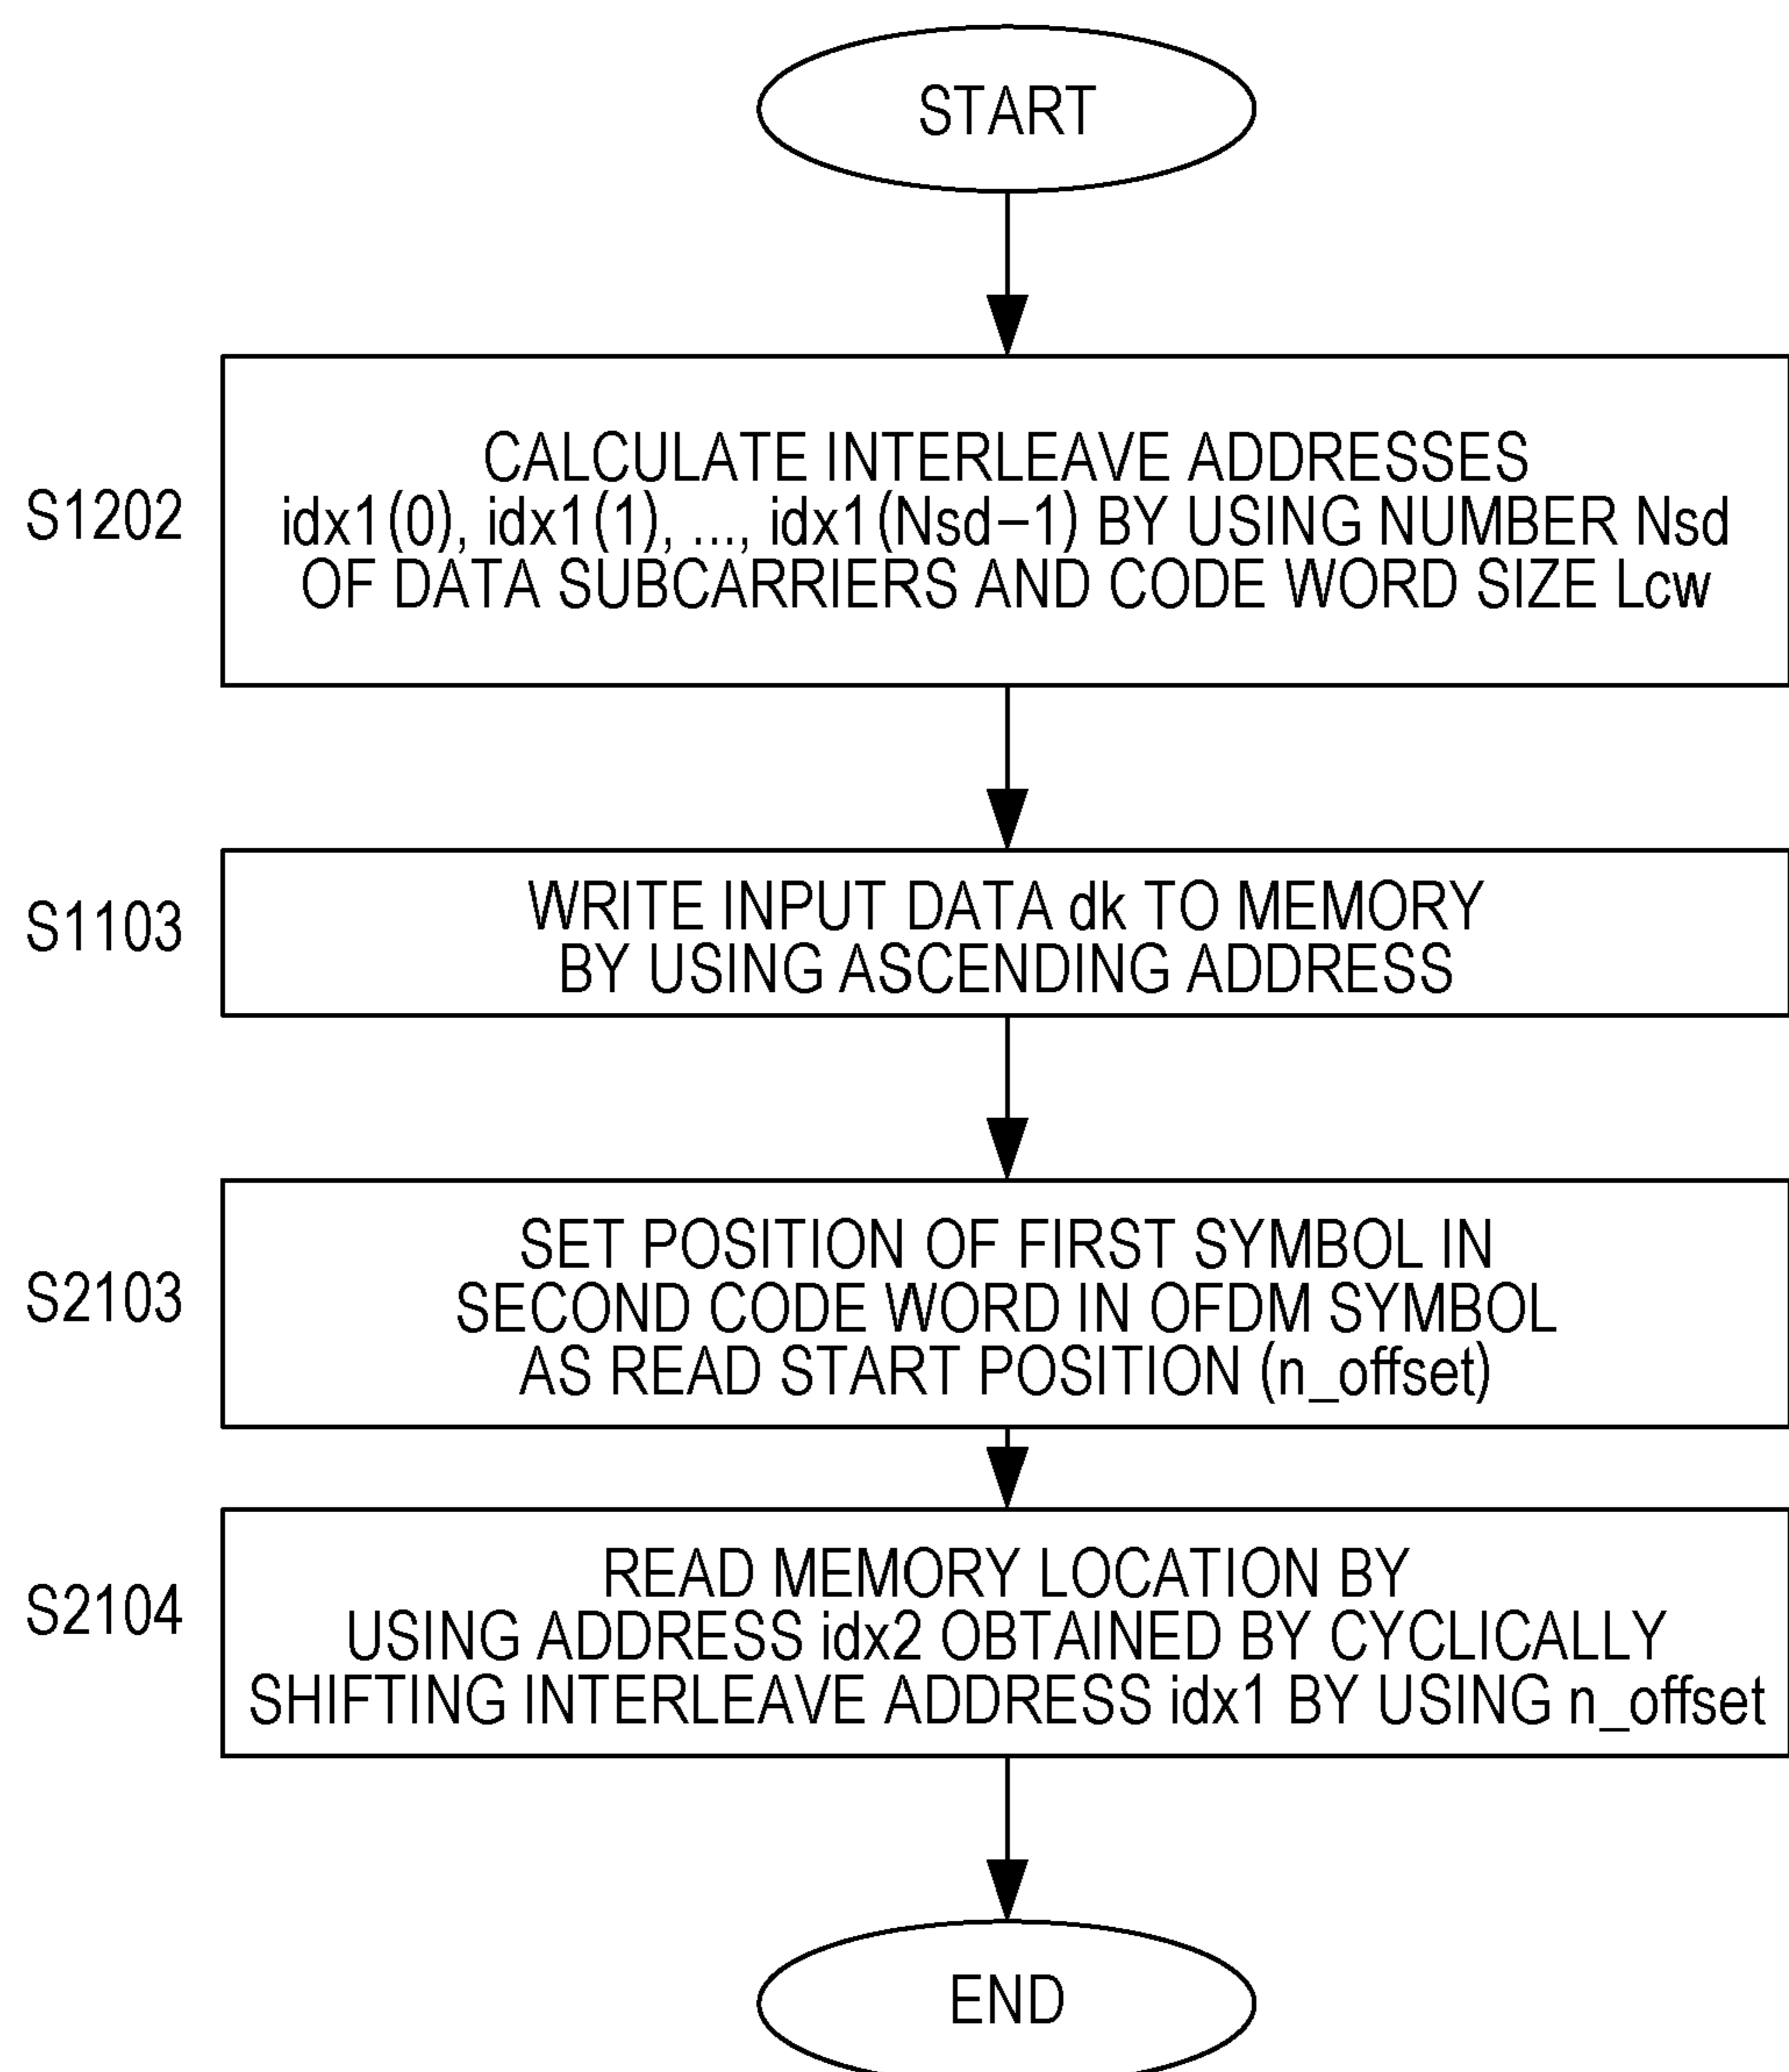 START
CALCULATE INTERLEAVE ADDRESSES
S1202
idx1(0), idx1(1), ..., idx1(Nsd−1) BY USING NUMBER Nsd
OF DATA SUBCARRIERS AND CODE WORD SIZE Lcw
S1103
WRITE INPUT DATA dk TO MEMORY
BY USING ASCENDING ADDRESS
SET POSITION OF FIRST SYMBOL IN
S2103
SECOND CODE WORD IN OFDM SYMBOL
AS READ START POSITION (n_offset)
READ MEMORY LOCATION BY
S2104
USING ADDRESS idx2 OBTAINED BY CYCLICALLY
SHIFTING INTERLEAVE ADDRESS idx1 BY USING n_offset
END